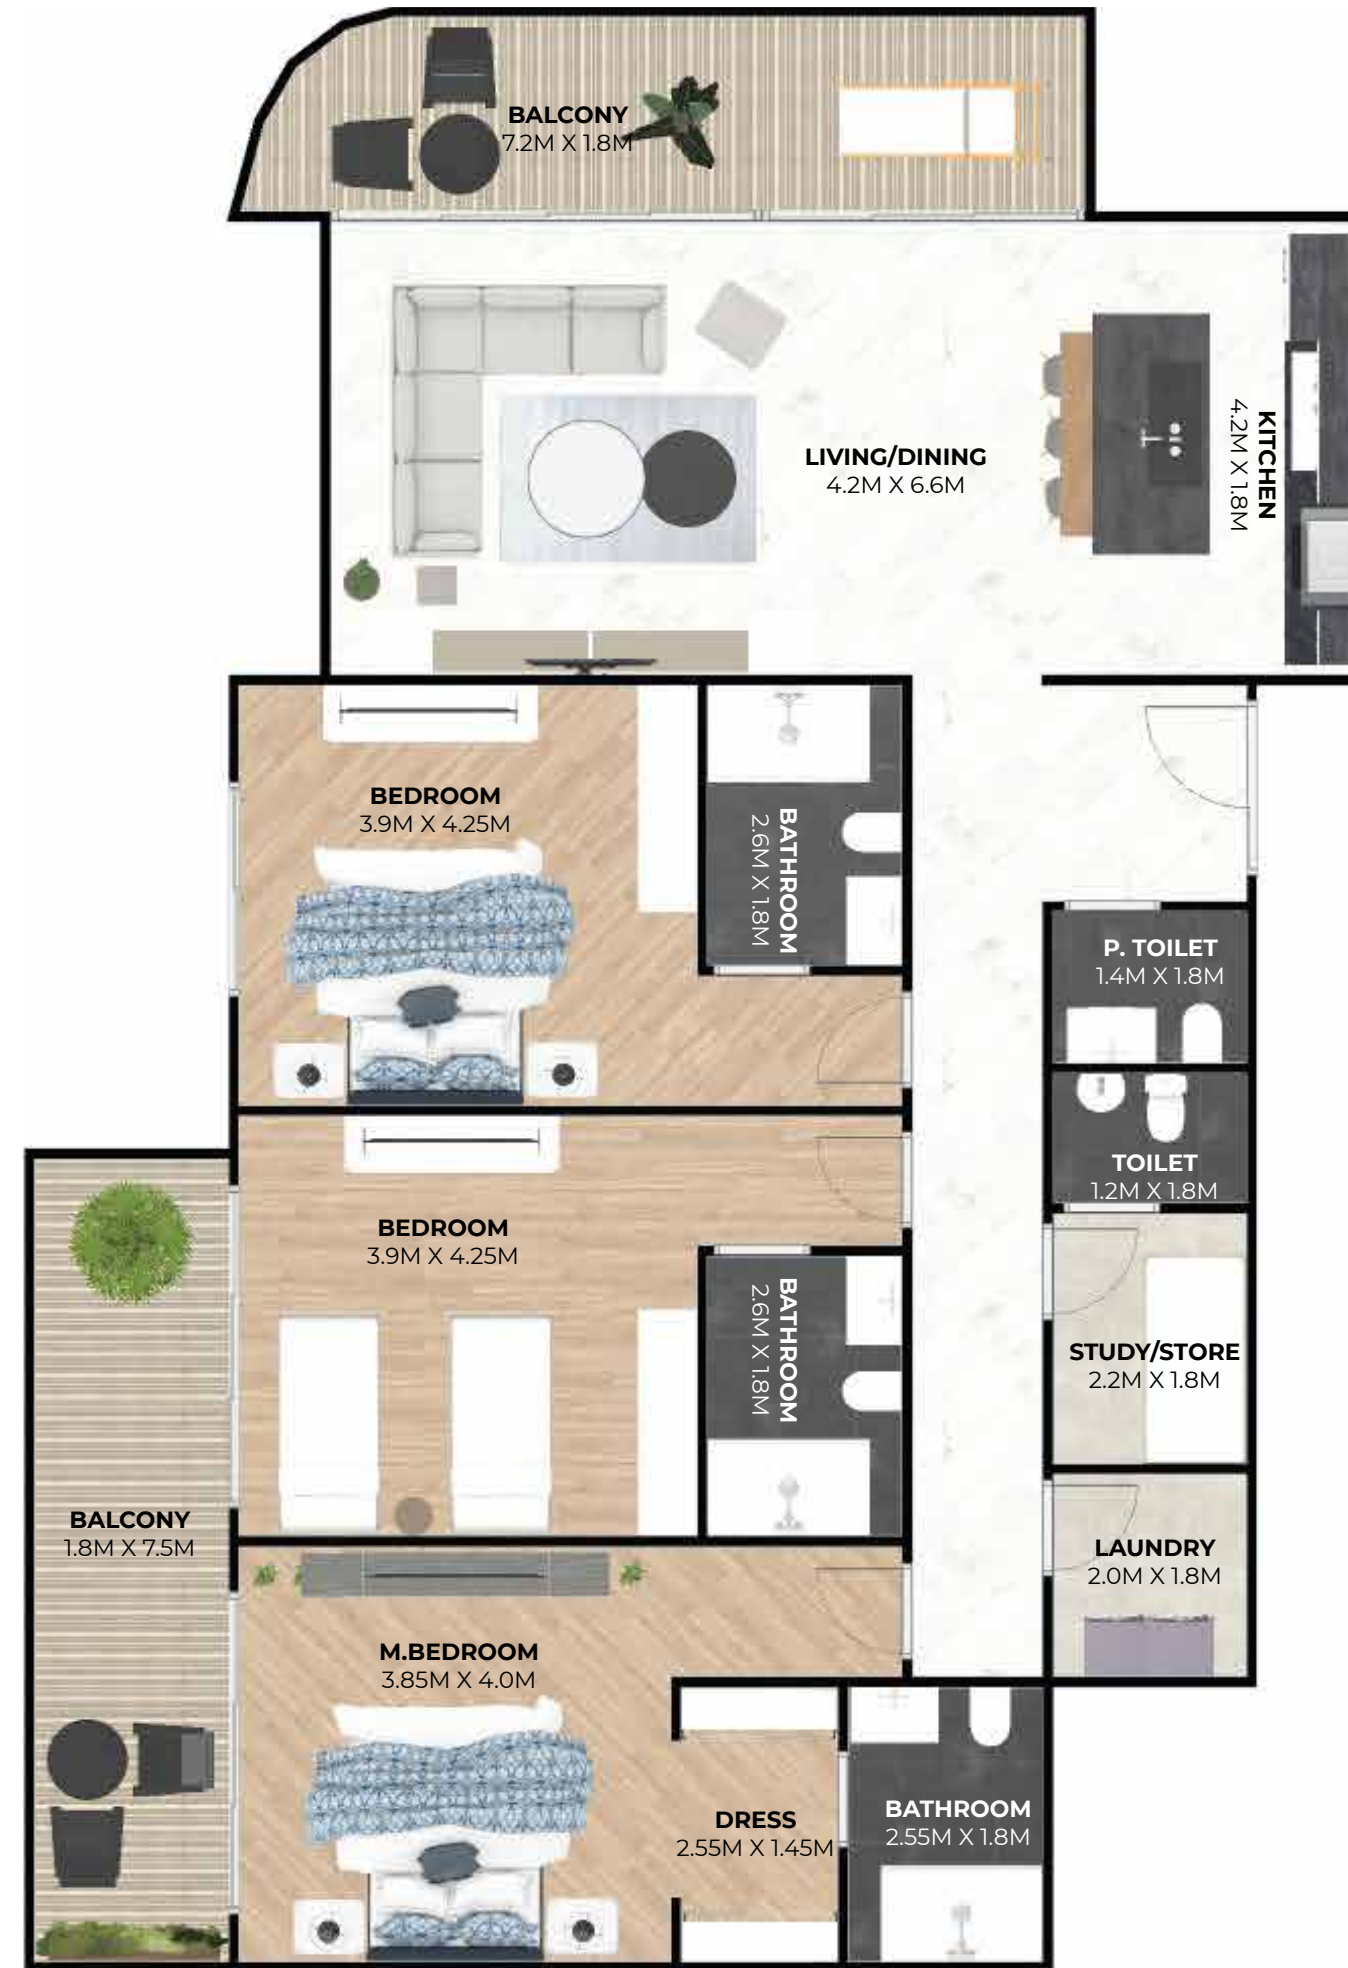 BALCONY
7.2M X 1.8M
LIVING/DINING
4.2M X 6.6M
KITCHEN
4.2M X 1.8M
BEDROOM
3.9M X 4.25M
BATHROOM
2.6M X 1.8M
P. TOILET
1.4M X 1.8M
TOILET
1.2M X 1.8M
BEDROOM
3.9M X 4.25M
BATHROOM
2.6M X 1.8M
STUDY/STORE
2.2M X 1.8M
BALCONY
1.8M X 7.5M
LAUNDRY
2.0M X 1.8M
M.BEDROOM
3.85M X 4.0M
DRESS
2.55M X 1.45M
BATHROOM
2.55M X 1.8M